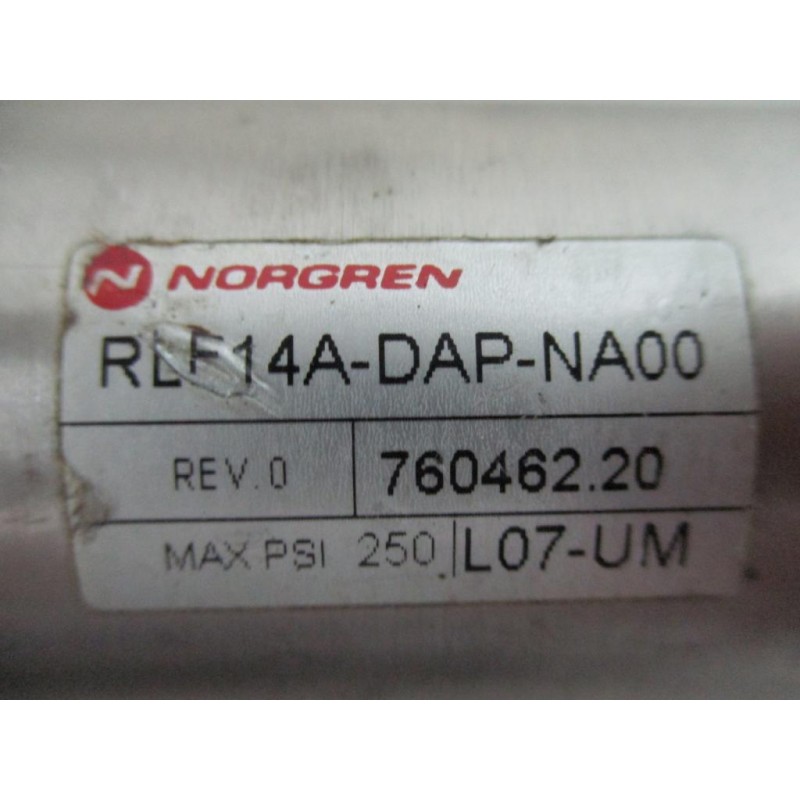 NORGREN
RLF14A-DAP-NA00
REV.0 760462.20
MAX PSI 250 L07-UM